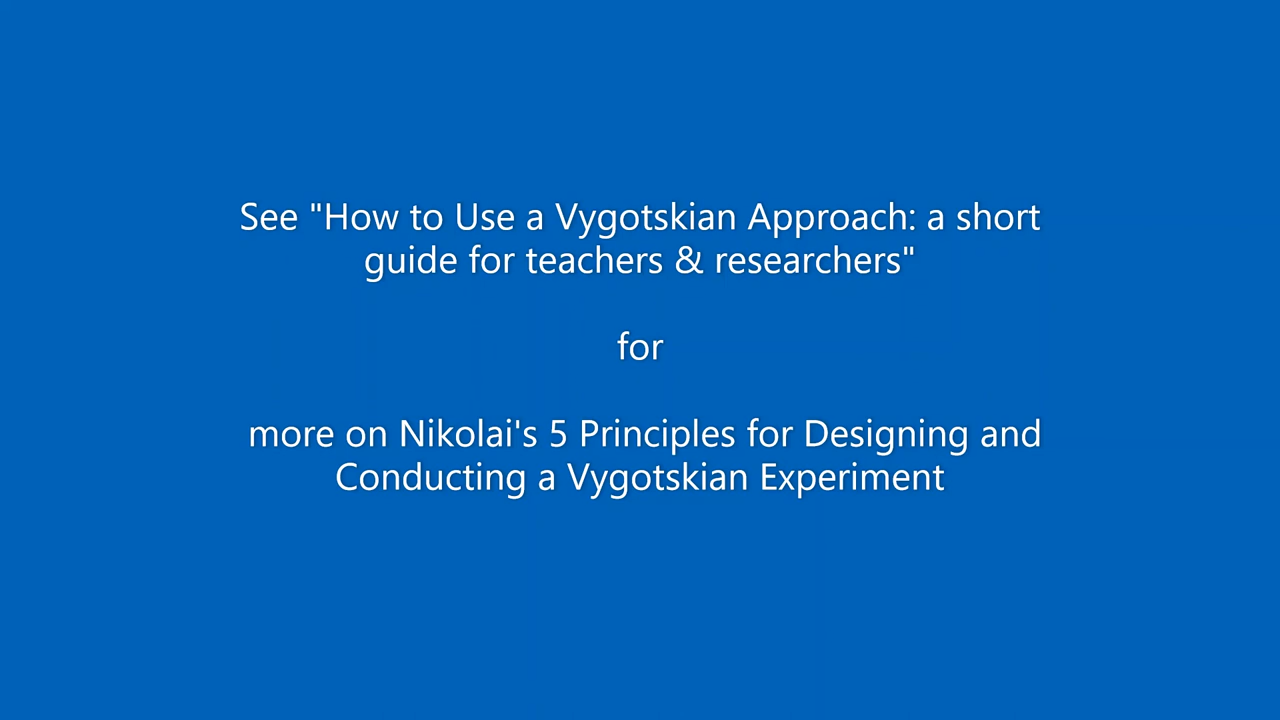 See "How to Use a Vygotskian Approach: a short
guide for teachers & researchers"
for
more on Nikolai's 5 Principles for Designing and
Conducting a Vygotskian Experiment